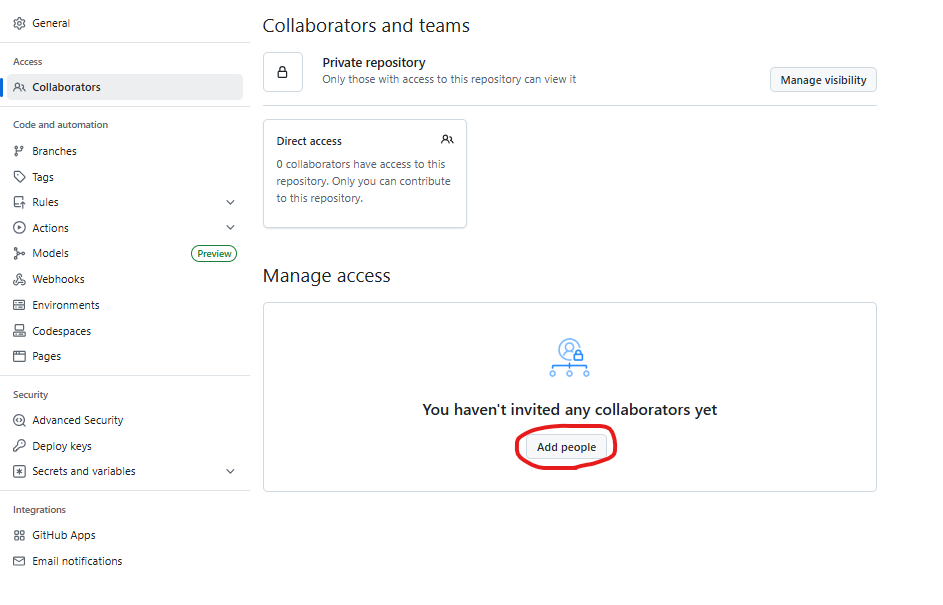 General
Access
Collaborators
Code and automation
Branches
Tags
Rules
Actions
Models
Preview
Webhooks
Environments
Codespaces
Pages
Security
Advanced Security
Deploy keys
Secrets and variables
Integrations
GitHub Apps
Email notifications
Collaborators and teams
Private repository
Only those with access to this repository can view it
Manage visibility
Direct access
0 collaborators have access to this
repository. Only you can contribute
to this repository.
Manage access
You haven't invited any collaborators yet
Add people